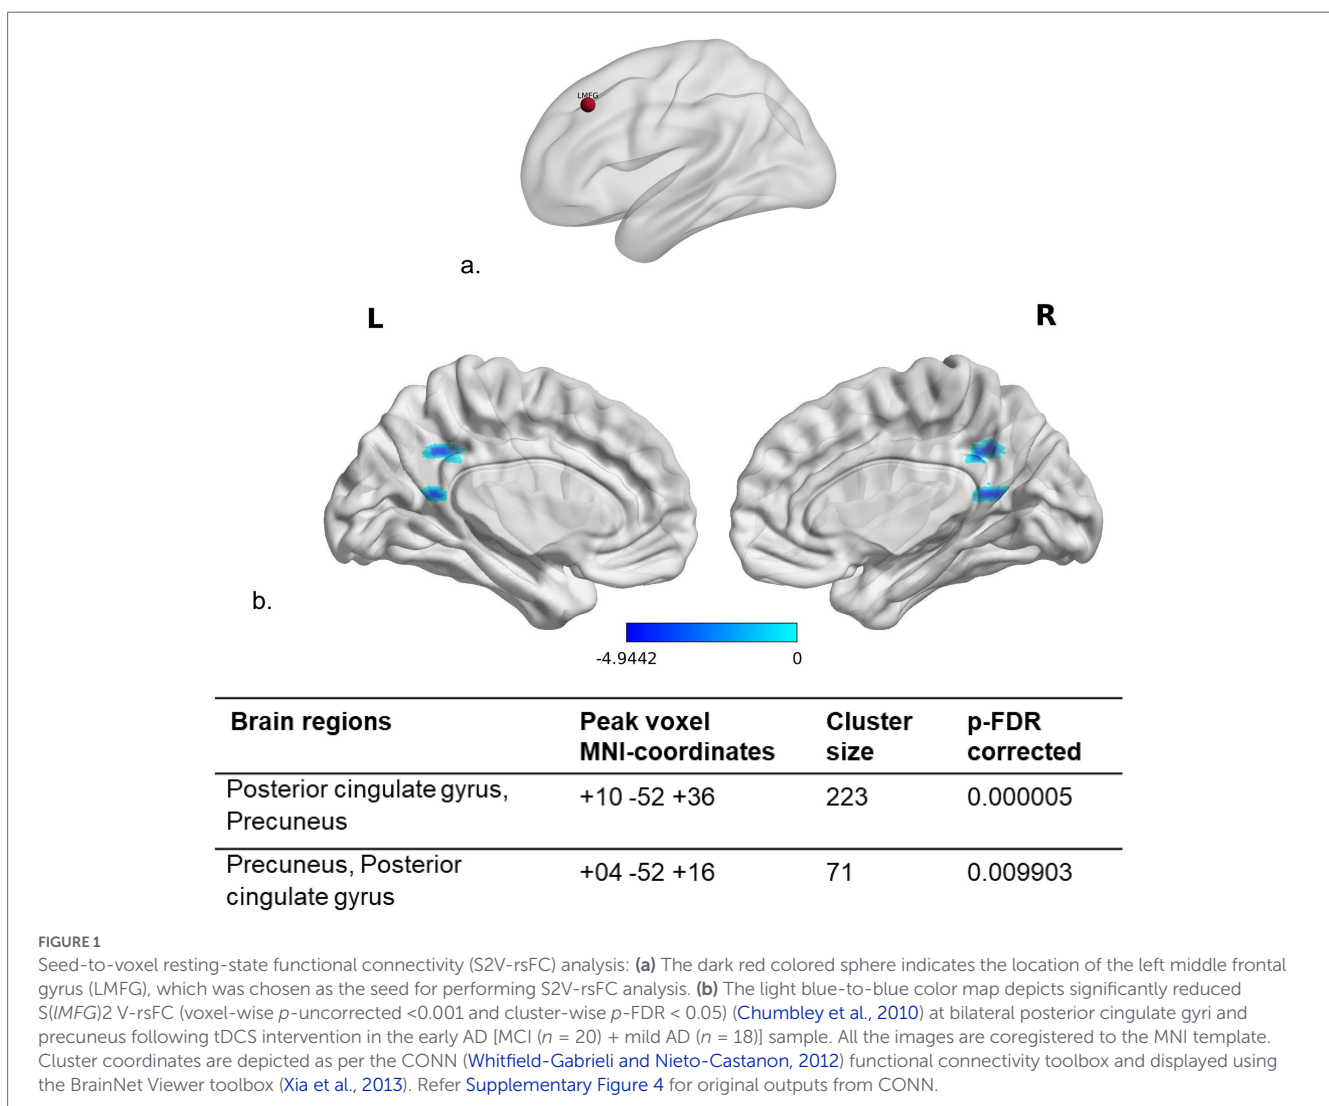 LMFG
a.
L
R
b.
-4.9442 0
Brain regions Peak voxel MNI-coordinates Cluster size p-FDR corrected
Posterior cingulate gyrus, Precuneus +10 -52 +36 223 0.000005
Precuneus, Posterior cingulate gyrus +04 -52 +16 71 0.009903
FIGURE 1
Seed-to-voxel resting-state functional connectivity (S2V-rsFC) analysis: (a) The dark red colored sphere indicates the location of the left middle frontal
gyrus (LMFG), which was chosen as the seed for performing S2V-rsFC analysis. (b) The light blue-to-blue color map depicts significantly reduced
S(lMFG)2 V-rsFC (voxel-wise p-uncorrected <0.001 and cluster-wise p-FDR < 0.05) (Chumbley et al., 2010) at bilateral posterior cingulate gyri and
precuneus following tDCS intervention in the early AD [MCI (n = 20) + mild AD (n = 18)] sample. All the images are coregistered to the MNI template.
Cluster coordinates are depicted as per the CONN (Whitfield-Gabrieli and Nieto-Castanon, 2012) functional connectivity toolbox and displayed using
the BrainNet Viewer toolbox (Xia et al., 2013). Refer Supplementary Figure 4 for original outputs from CONN.